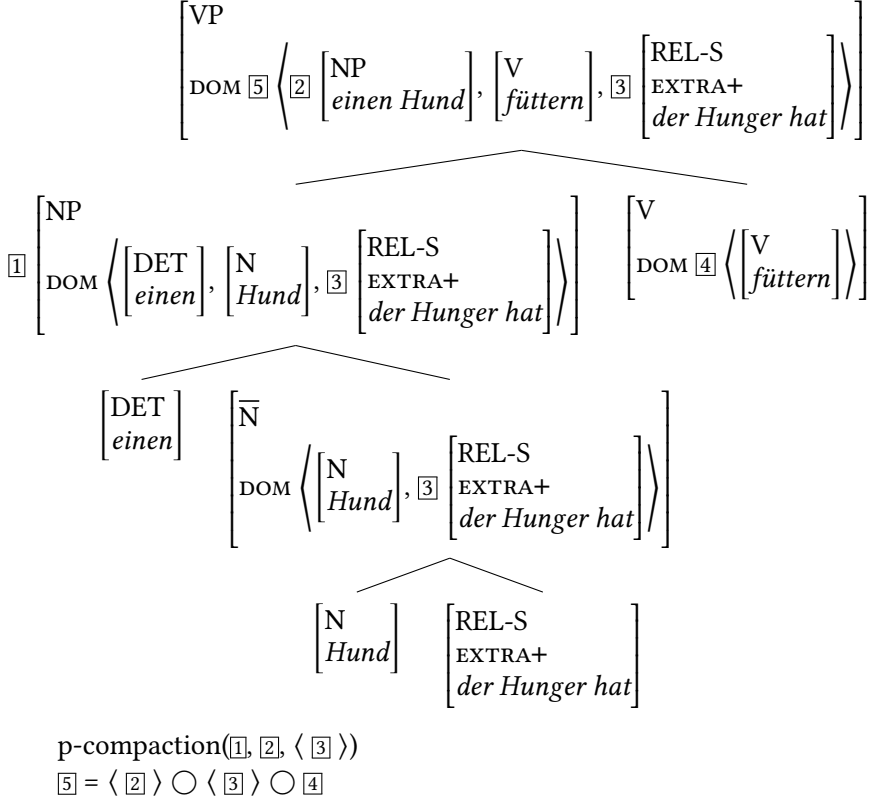 VP
DOM 5 ⟨ 2 [NP einen Hund], [V füttern], 3 [REL-S EXTRA+ der Hunger hat] ⟩
1 NP
DOM ⟨ [DET einen], [N Hund], 3 [REL-S EXTRA+ der Hunger hat] ⟩
V
DOM 4 ⟨ [V füttern] ⟩
DET
einen
N̅
DOM ⟨ [N Hund], 3 [REL-S EXTRA+ der Hunger hat] ⟩
N
Hund
REL-S
EXTRA+
der Hunger hat
p-compaction(1, 2, ⟨ 3 ⟩)
5 = ⟨ 2 ⟩ ◯ ⟨ 3 ⟩ ◯ 4